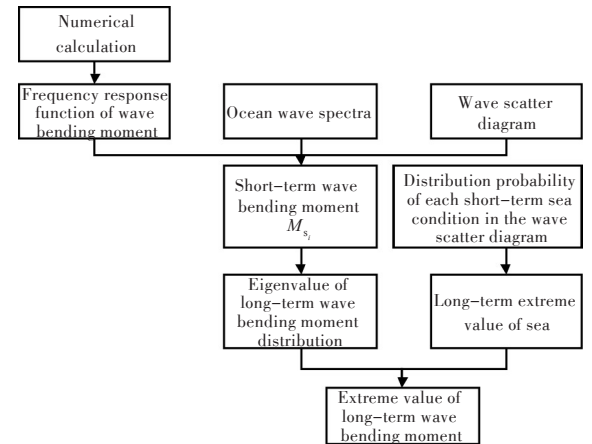 Numerical
calculation
Frequency response
function of wave
bending moment
Ocean wave spectra
Wave scatter
diagram
Short-term wave
bending moment
M_{s_i}
Distribution probability
of each short-term sea
condition in the wave
scatter diagram
Eigenvalue of
long-term wave
bending moment
distribution
Long-term extreme
value of sea
Extreme value of
long-term wave
bending moment